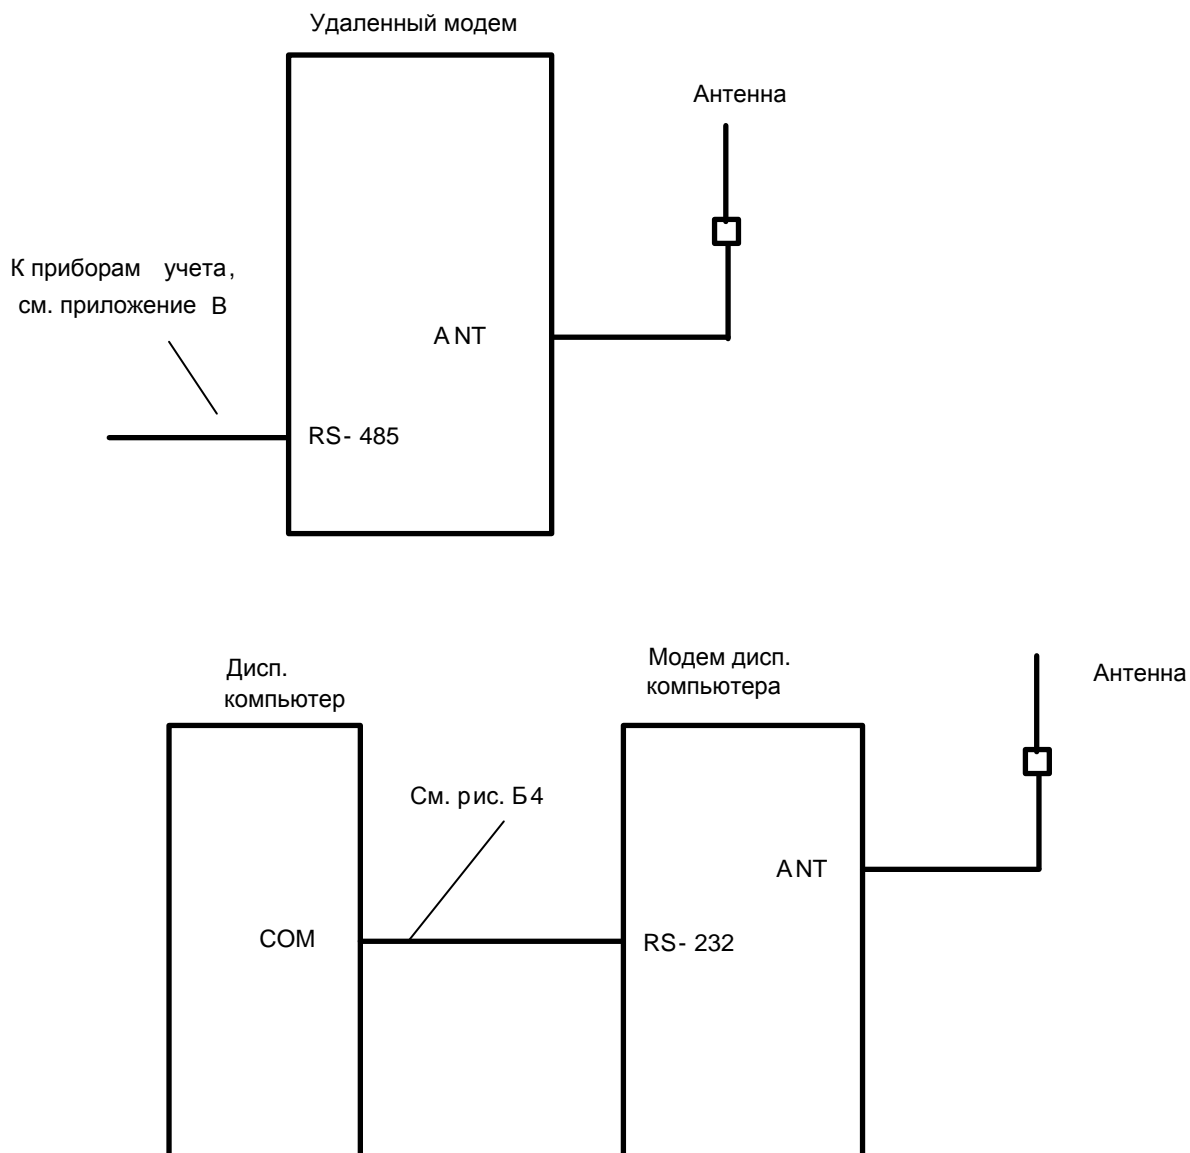 Удаленный модем
Антенна
К приборам учета,
см. приложение В
ANT
RS- 485
Дисп.
компьютер
Модем дисп.
компьютера
Антенна
См. рис. Б4
ANT
COM
RS- 232